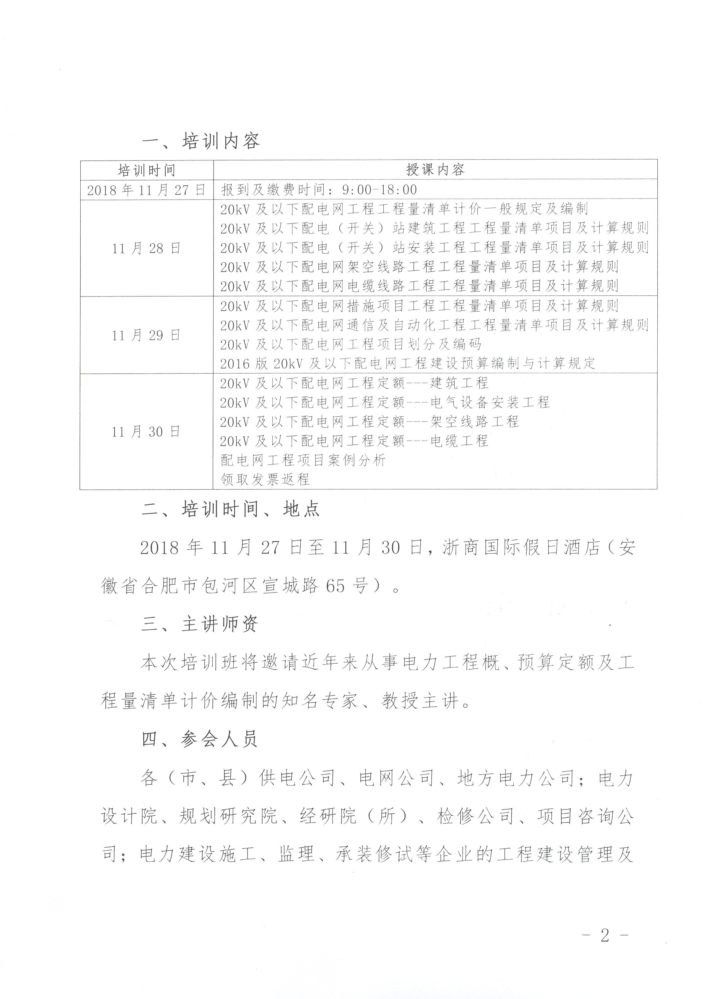 一、培训内容
培训时间 授课内容
2018年11月27日 报到及缴费时间：9:00-18:00
11月28日
20kV及以下配电网工程工程量清单计价一般规定及编制
20kV及以下配电（开关）站建筑工程工程量清单项目及计算规则
20kV及以下配电（开关）站安装工程工程量清单项目及计算规则
20kV及以下配电网架空线路工程工程量清单项目及计算规则
20kV及以下配电网电缆线路工程工程量清单项目及计算规则
11月29日
20kV及以下配电网措施项目工程工程量清单项目及计算规则
20kV及以下配电网通信及自动化工程工程量清单项目及计算规则
20kV及以下配电网工程项目划分及编码
2016版20kV及以下配电网工程建设预算编制与计算规定
11月30日
20kV及以下配电网工程定额---建筑工程
20kV及以下配电网工程定额---电气设备安装工程
20kV及以下配电网工程定额---架空线路工程
20kV及以下配电网工程定额---电缆工程
配电网工程项目案例分析
领取发票返程
二、培训时间、地点
2018年11月27日至11月30日，浙商国际假日酒店（安
徽省合肥市包河区宣城路65号）。
三、主讲师资
本次培训班将邀请近年来从事电力工程概、预算定额及工
程量清单计价编制的知名专家、教授主讲。
四、参会人员
各（市、县）供电公司、电网公司、地方电力公司；电力
设计院、规划研究院、经研院（所）、检修公司、项目咨询公
司；电力建设施工、监理、承装修试等企业的工程建设管理及
- 2 -